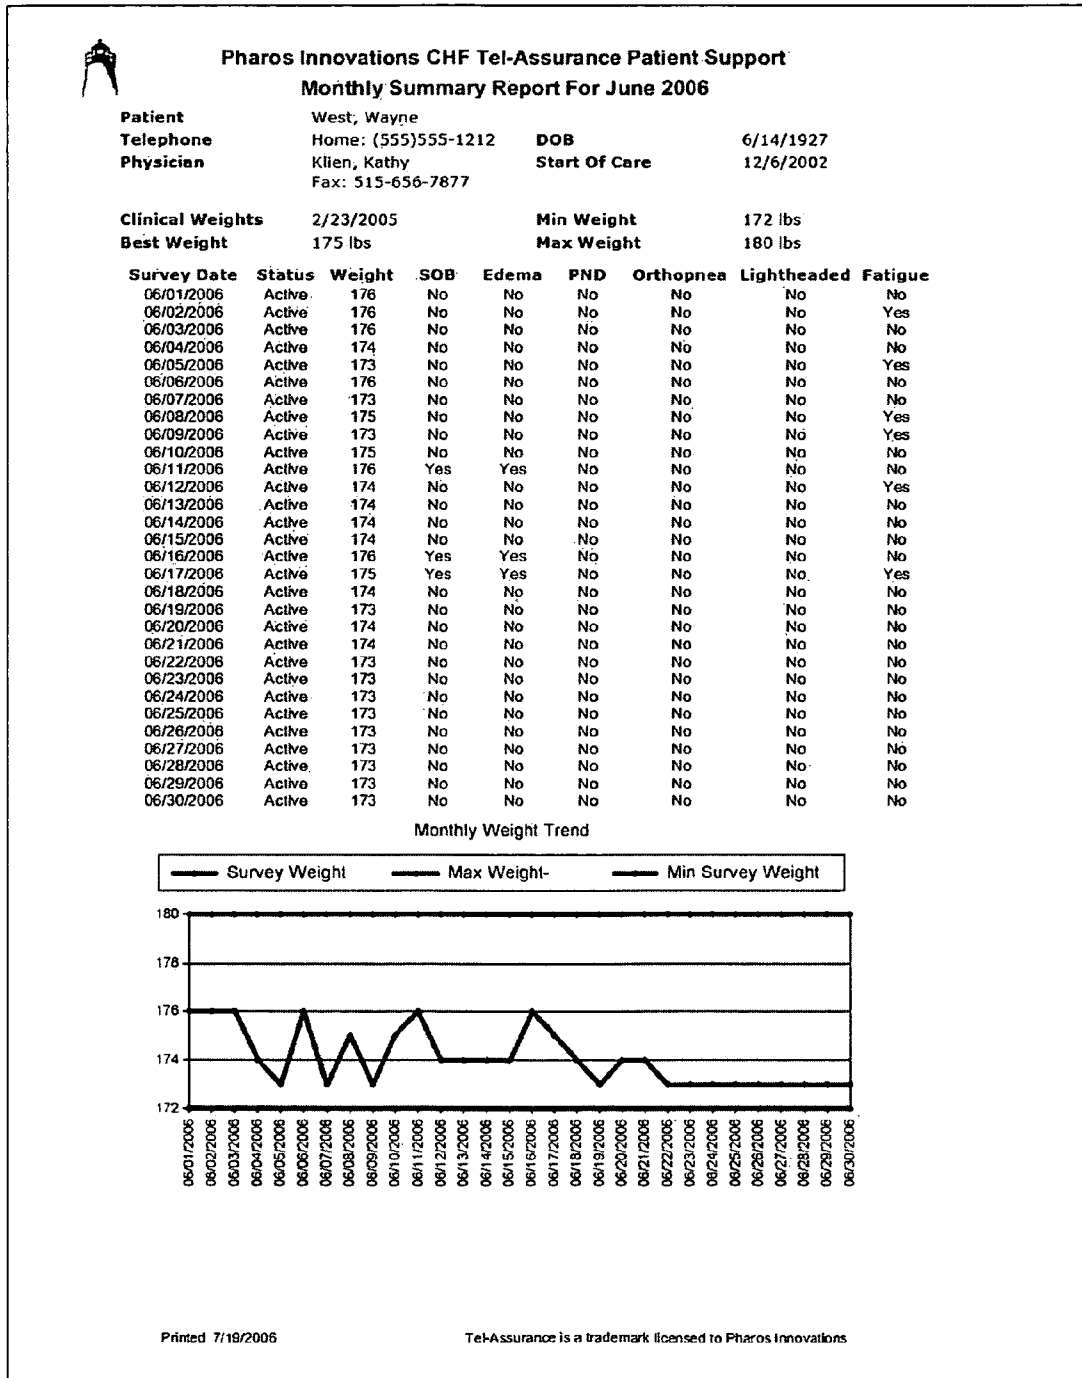 Pharos Innovations CHF Tel-Assurance Patient Support
Monthly Summary Report For June 2006
Patient West, Wayne
Telephone Home: (555)555-1212 DOB 6/14/1927
Physician Klien, Kathy Start Of Care 12/6/2002
Fax: 515-656-7877
Clinical Weights 2/23/2005 Min Weight 172 lbs
Best Weight 175 lbs Max Weight 180 lbs
Survey Date Status Weight SOB Edema PND Orthopnea Lightheaded Fatigue
06/01/2006 Active 176 No No No No No No
06/02/2006 Active 176 No No No No No Yes
06/03/2006 Active 176 No No No No No No
06/04/2006 Active 174 No No No No No No
06/05/2006 Active 173 No No No No No Yes
06/06/2006 Active 176 No No No No No No
06/07/2006 Active 173 No No No No No No
06/08/2006 Active 175 No No No No No Yes
06/09/2006 Active 173 No No No No No Yes
06/10/2006 Active 175 No No No No No No
06/11/2006 Active 176 Yes Yes No No No No
06/12/2006 Active 174 No No No No No Yes
06/13/2006 Active 174 No No No No No No
06/14/2006 Active 174 No No No No No No
06/15/2006 Active 174 No No No No No No
06/16/2006 Active 176 Yes Yes No No No No
06/17/2006 Active 175 Yes Yes No No No Yes
06/18/2006 Active 174 No No No No No No
06/19/2006 Active 173 No No No No No No
06/20/2006 Active 174 No No No No No No
06/21/2006 Active 174 No No No No No No
06/22/2006 Active 173 No No No No No No
06/23/2006 Active 173 No No No No No No
06/24/2006 Active 173 No No No No No No
06/25/2006 Active 173 No No No No No No
06/26/2006 Active 173 No No No No No No
06/27/2006 Active 173 No No No No No No
06/28/2006 Active 173 No No No No No No
06/29/2006 Active 173 No No No No No No
06/30/2006 Active 173 No No No No No No
Monthly Weight Trend
Survey Weight Max Weight- Min Survey Weight
180
178
176
174
172
06/01/2006
06/02/2006
06/03/2006
06/04/2006
06/05/2006
06/06/2006
06/07/2006
06/08/2006
06/09/2006
06/10/2006
06/11/2006
06/12/2006
06/13/2006
06/14/2006
06/15/2006
06/16/2006
06/17/2006
06/18/2006
06/19/2006
06/20/2006
06/21/2006
06/22/2006
06/23/2006
06/24/2006
06/25/2006
06/26/2006
06/27/2006
06/28/2006
06/29/2006
06/30/2006
Printed 7/19/2006 Tel-Assurance is a trademark licensed to Pharos Innovations